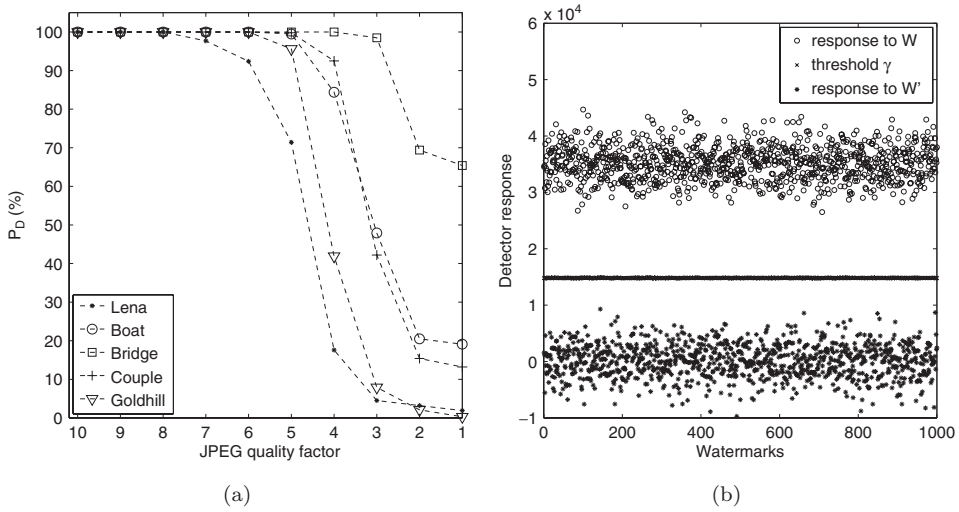 100
90
80
70
60
50
40
30
20
10
0
P_D (%)
Lena
Boat
Bridge
Couple
Goldhill
10 9 8 7 6 5 4 3 2 1
JPEG quality factor
(a)
6 x 10^4
5
4
3
2
1
0
−1
Detector response
response to W
threshold γ
response to W'
0 200 400 600 800 1000
Watermarks
(b)